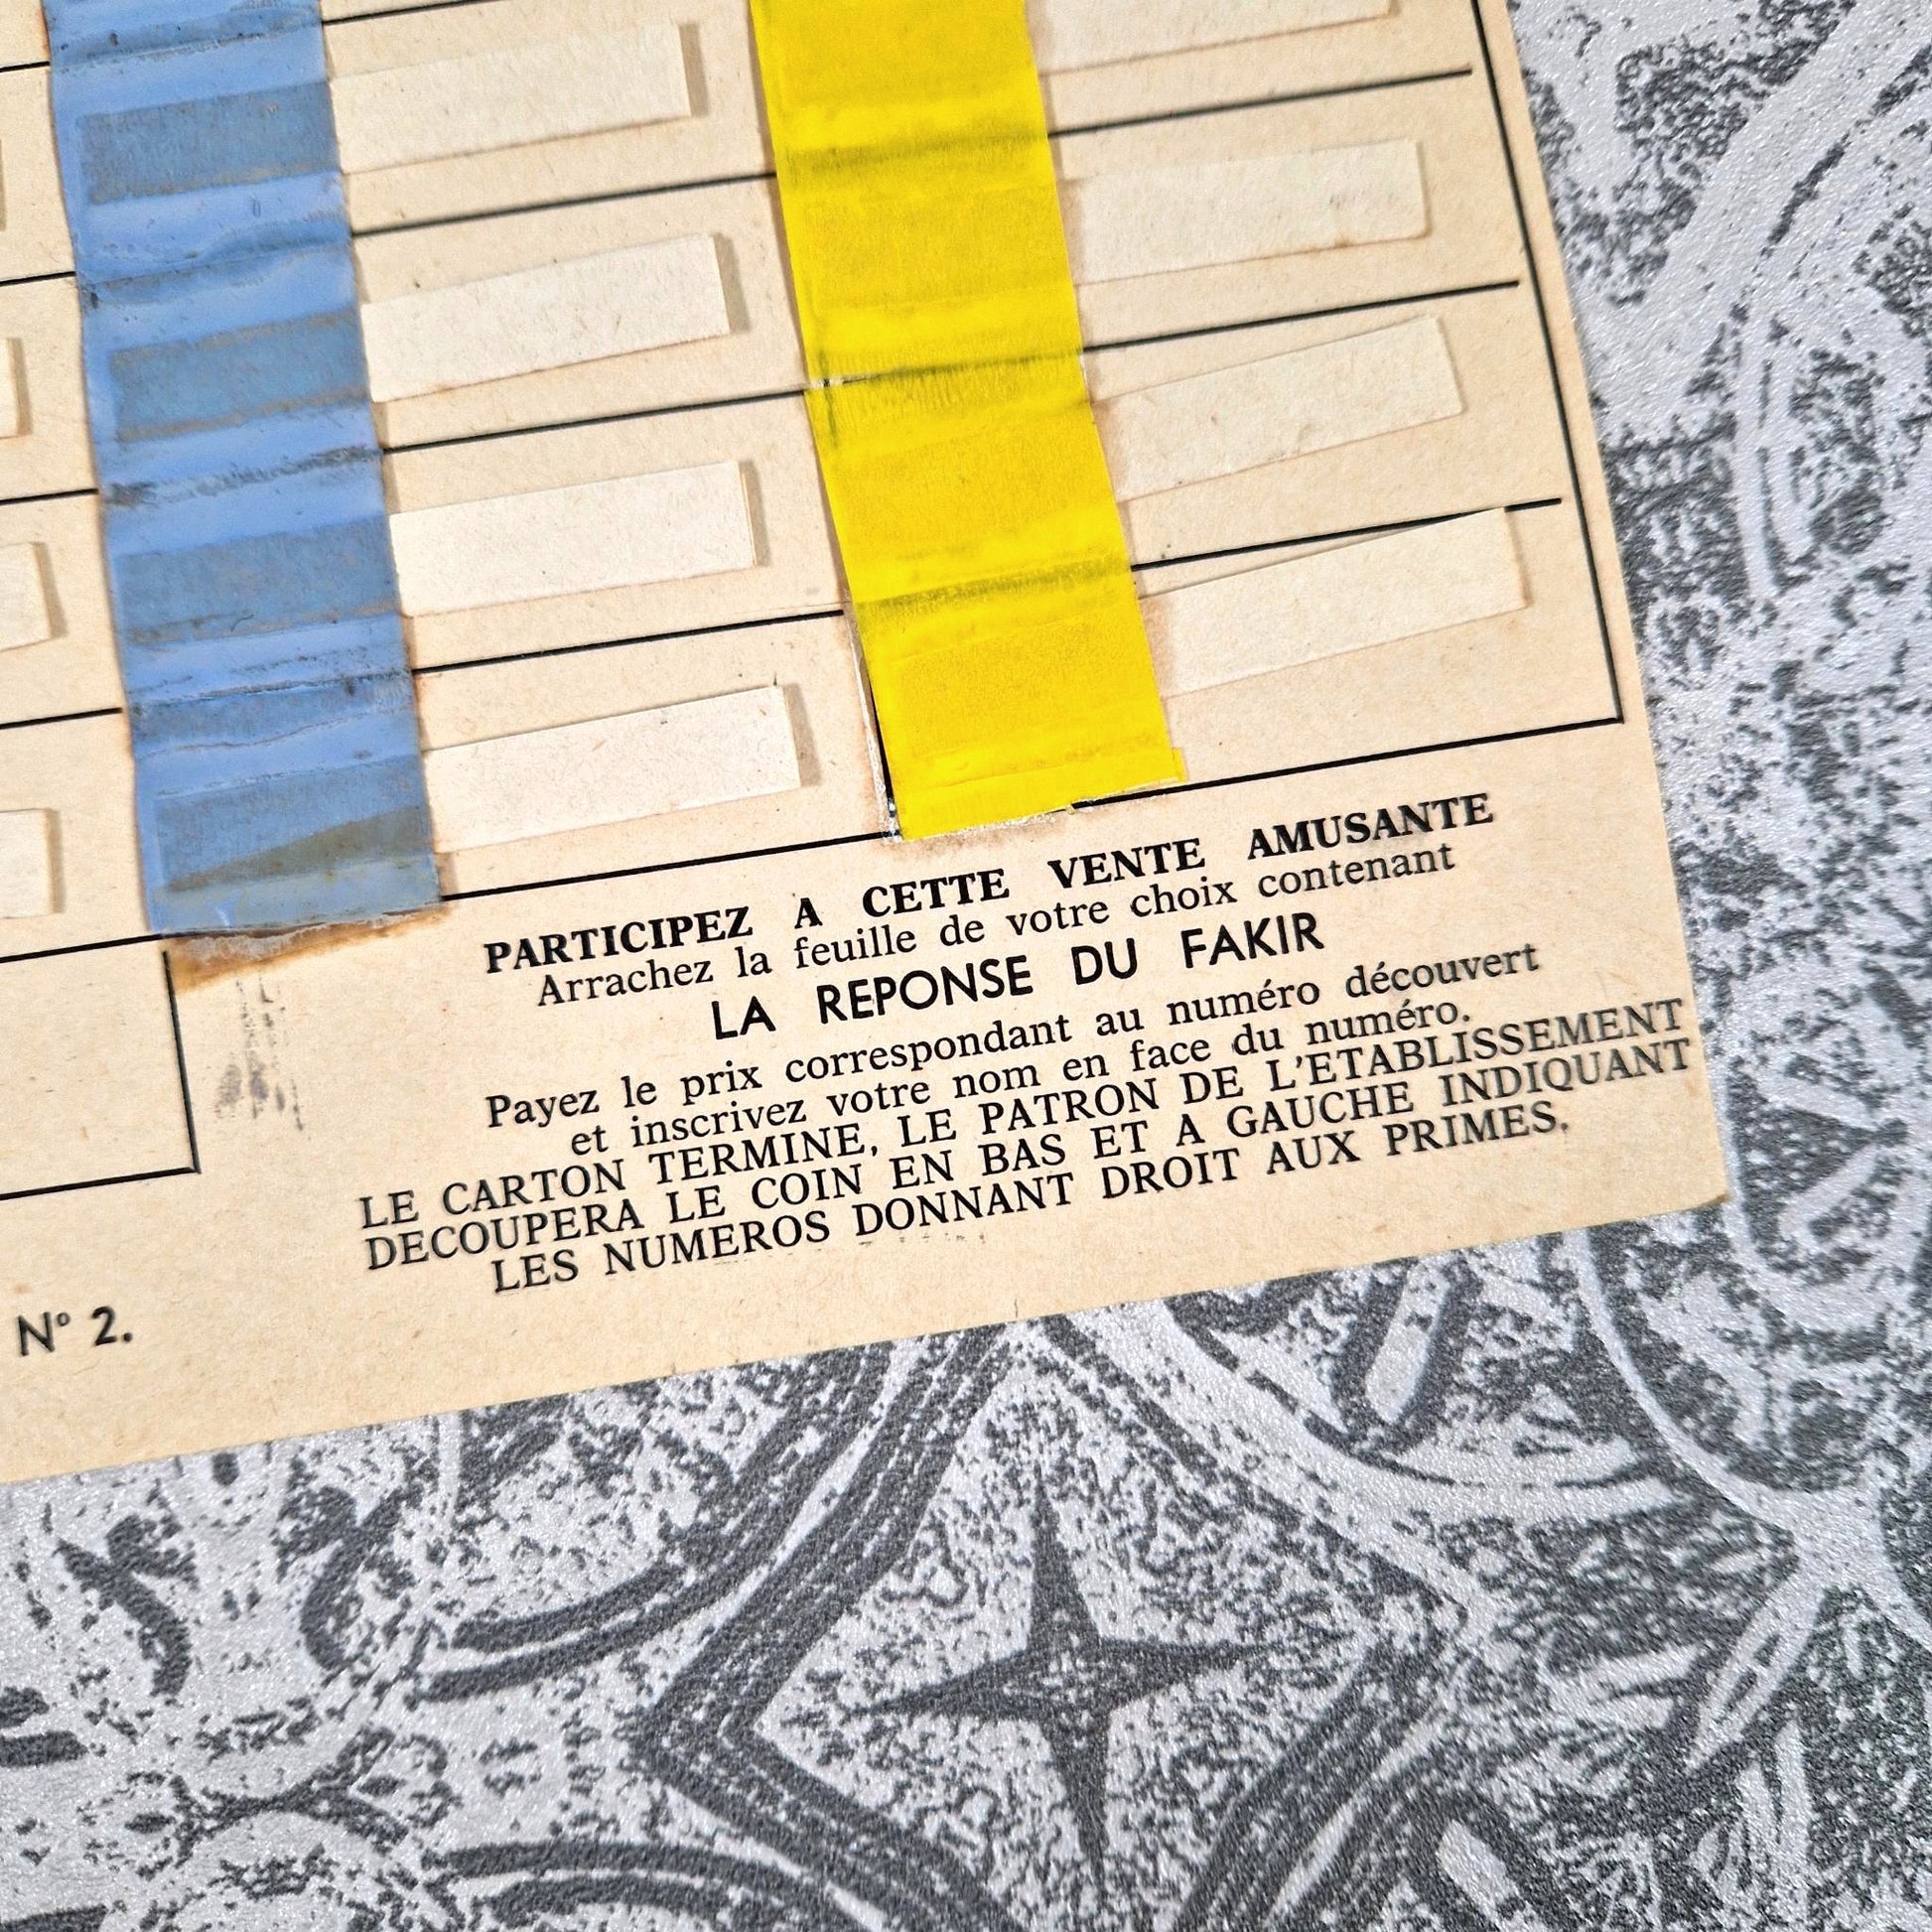 PARTICIPEZ A CETTE VENTE AMUSANTE
Arrachez la feuille de votre choix contenant
LA REPONSE DU FAKIR
Payez le prix correspondant au numéro découvert
et inscrivez votre nom en face du numéro.
LE CARTON TERMINE, LE PATRON DE L'ETABLISSEMENT
DECOUPERA LE COIN EN BAS ET A GAUCHE INDIQUANT
LES NUMEROS DONNANT DROIT AUX PRIMES.
N° 2.